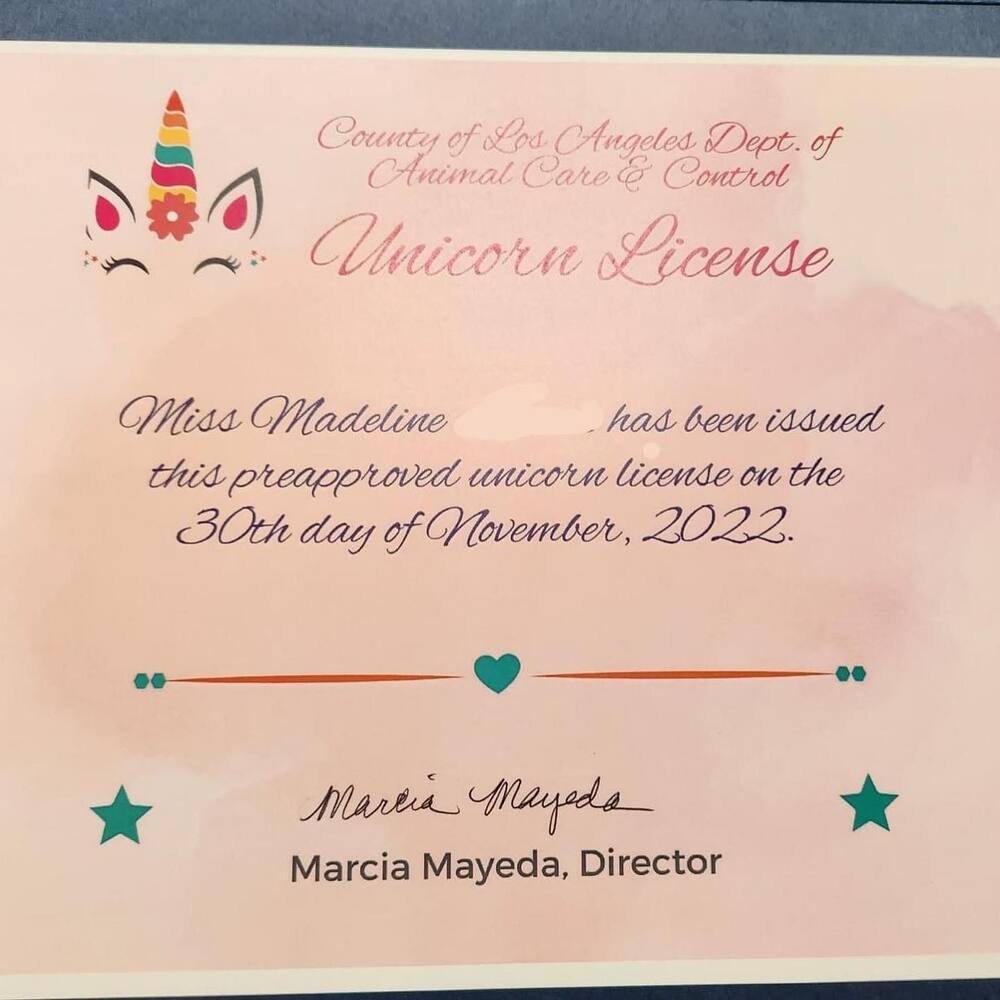 County of Los Angeles Dept. of
Animal Care & Control
Unicorn License
Miss Madeline has been issued
this preapproved unicorn license on the
30th day of November, 2022.
Marcia Mayeda
Marcia Mayeda, Director